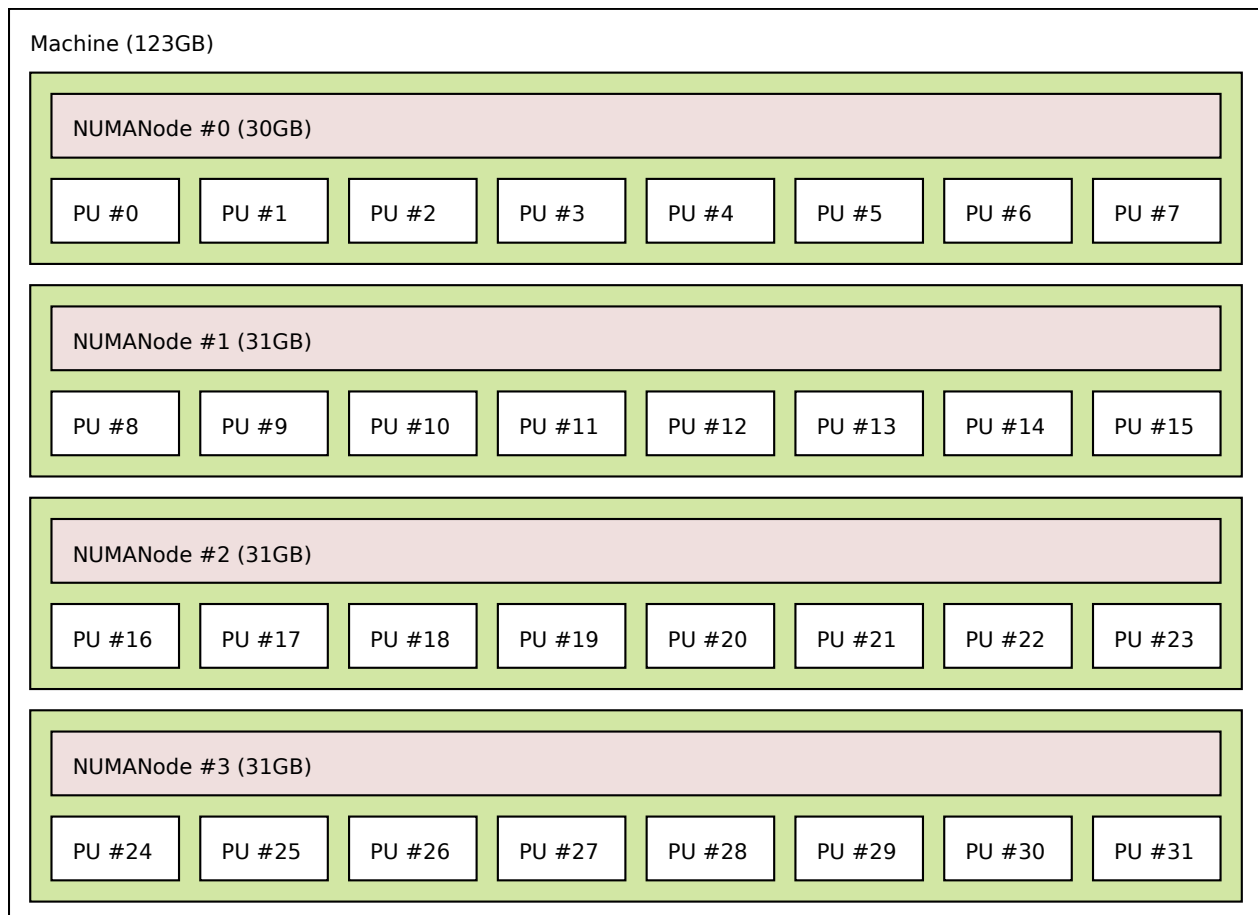 Machine (123GB)
NUMANode #0 (30GB)
PU #0 PU #1 PU #2 PU #3 PU #4 PU #5 PU #6 PU #7
NUMANode #1 (31GB)
PU #8 PU #9 PU #10 PU #11 PU #12 PU #13 PU #14 PU #15
NUMANode #2 (31GB)
PU #16 PU #17 PU #18 PU #19 PU #20 PU #21 PU #22 PU #23
NUMANode #3 (31GB)
PU #24 PU #25 PU #26 PU #27 PU #28 PU #29 PU #30 PU #31